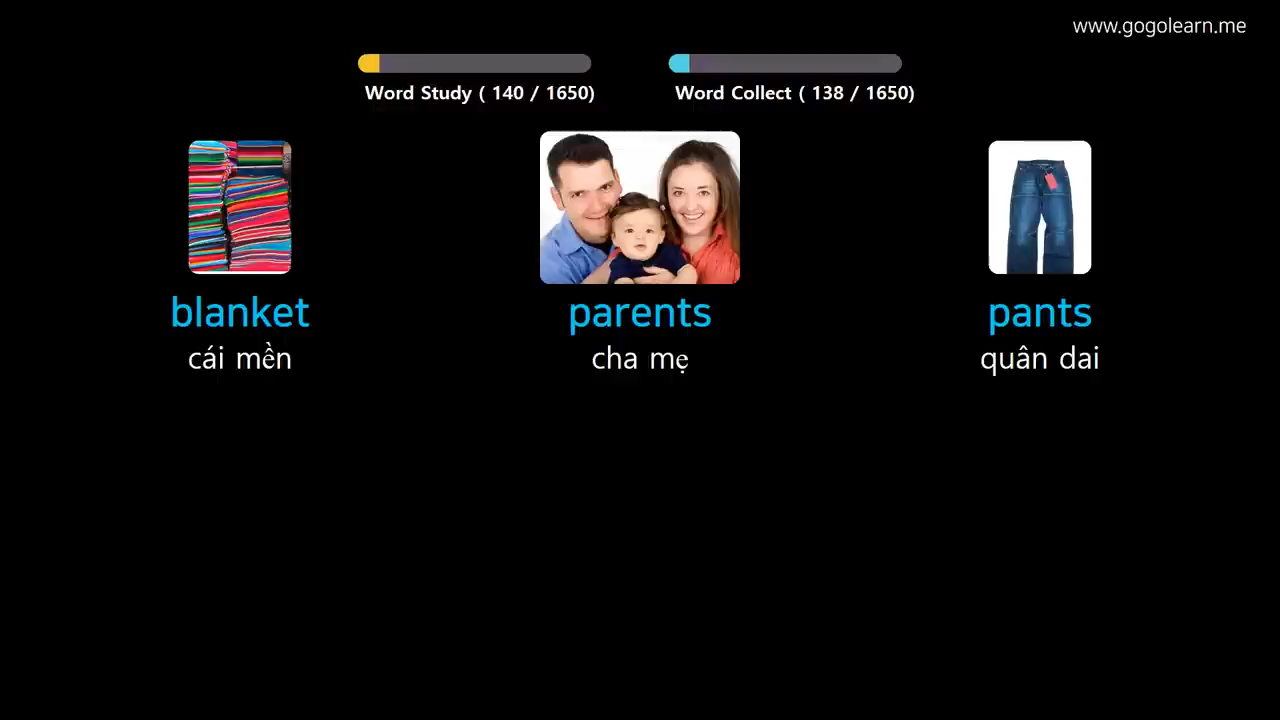 www.gogolearn.me
Word Study ( 140 / 1650)
Word Collect ( 138 / 1650)
blanket
parents
pants
cái mền
cha mẹ
quân dai